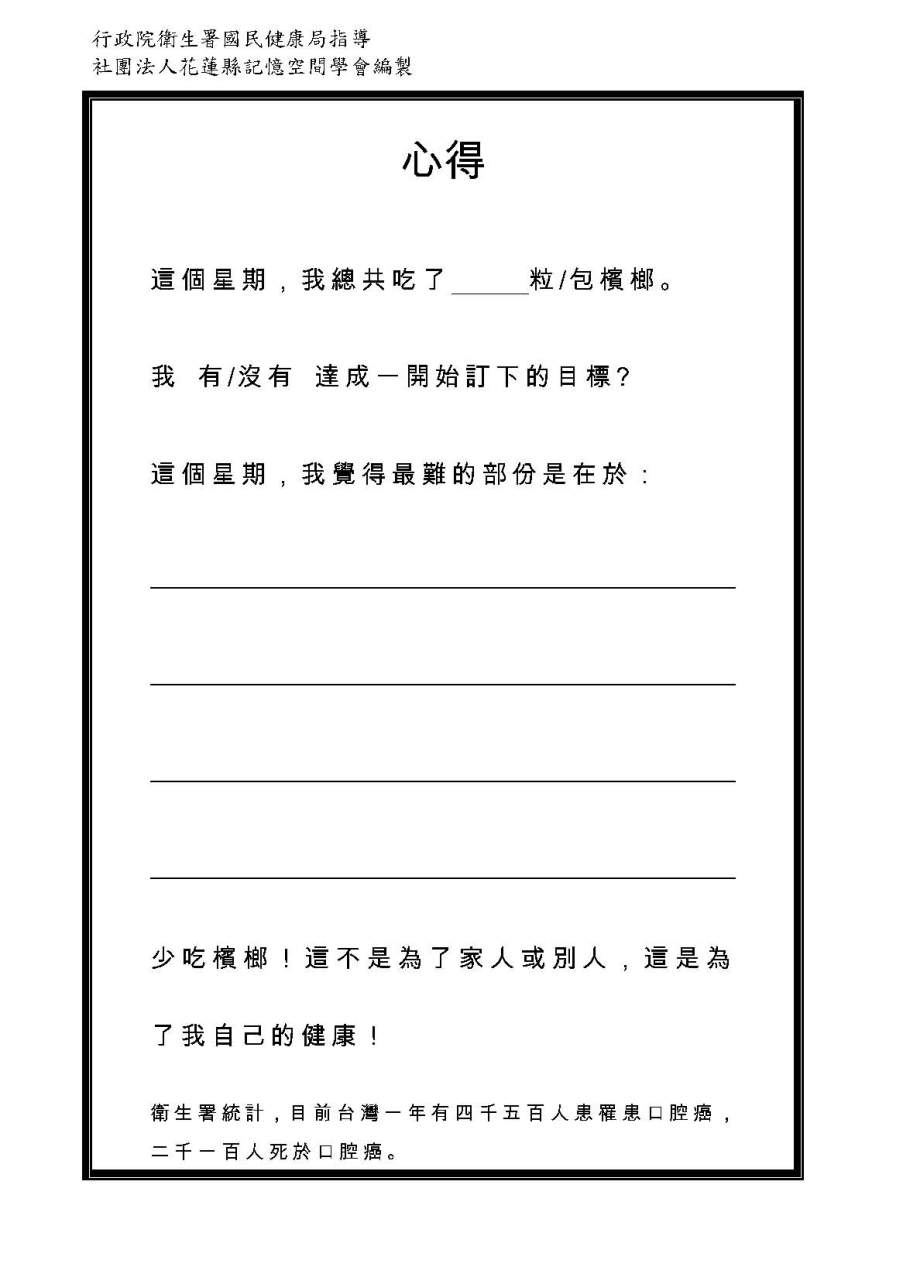 行政院衛生署國民健康局指導
社團法人花蓮縣記憶空間學會編製
心得
這個星期，我總共吃了______粒/包檳榔。
我 有/沒有 達成一開始訂下的目標?
這個星期，我覺得最難的部份是在於：
少吃檳榔！這不是為了家人或別人，這是為
了我自己的健康！
衛生署統計，目前台灣一年有四千五百人患罹患口腔癌，
二千一百人死於口腔癌。